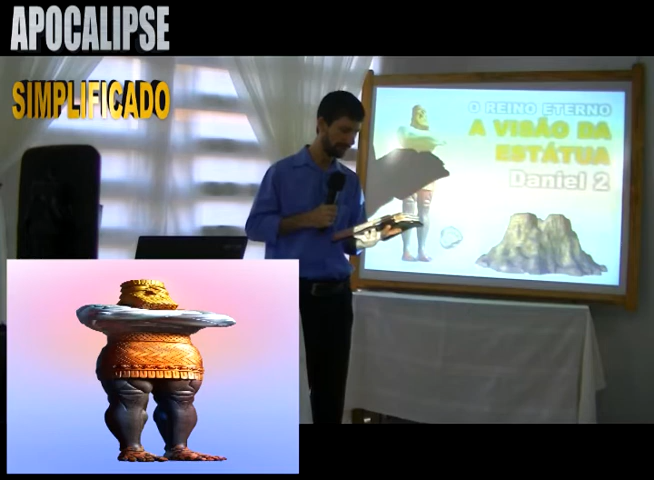 APOCALIPSE
SIMPLIFICADO
O REINO ETERNO
A VISÃO DA
ESTÁTUA
Daniel 2